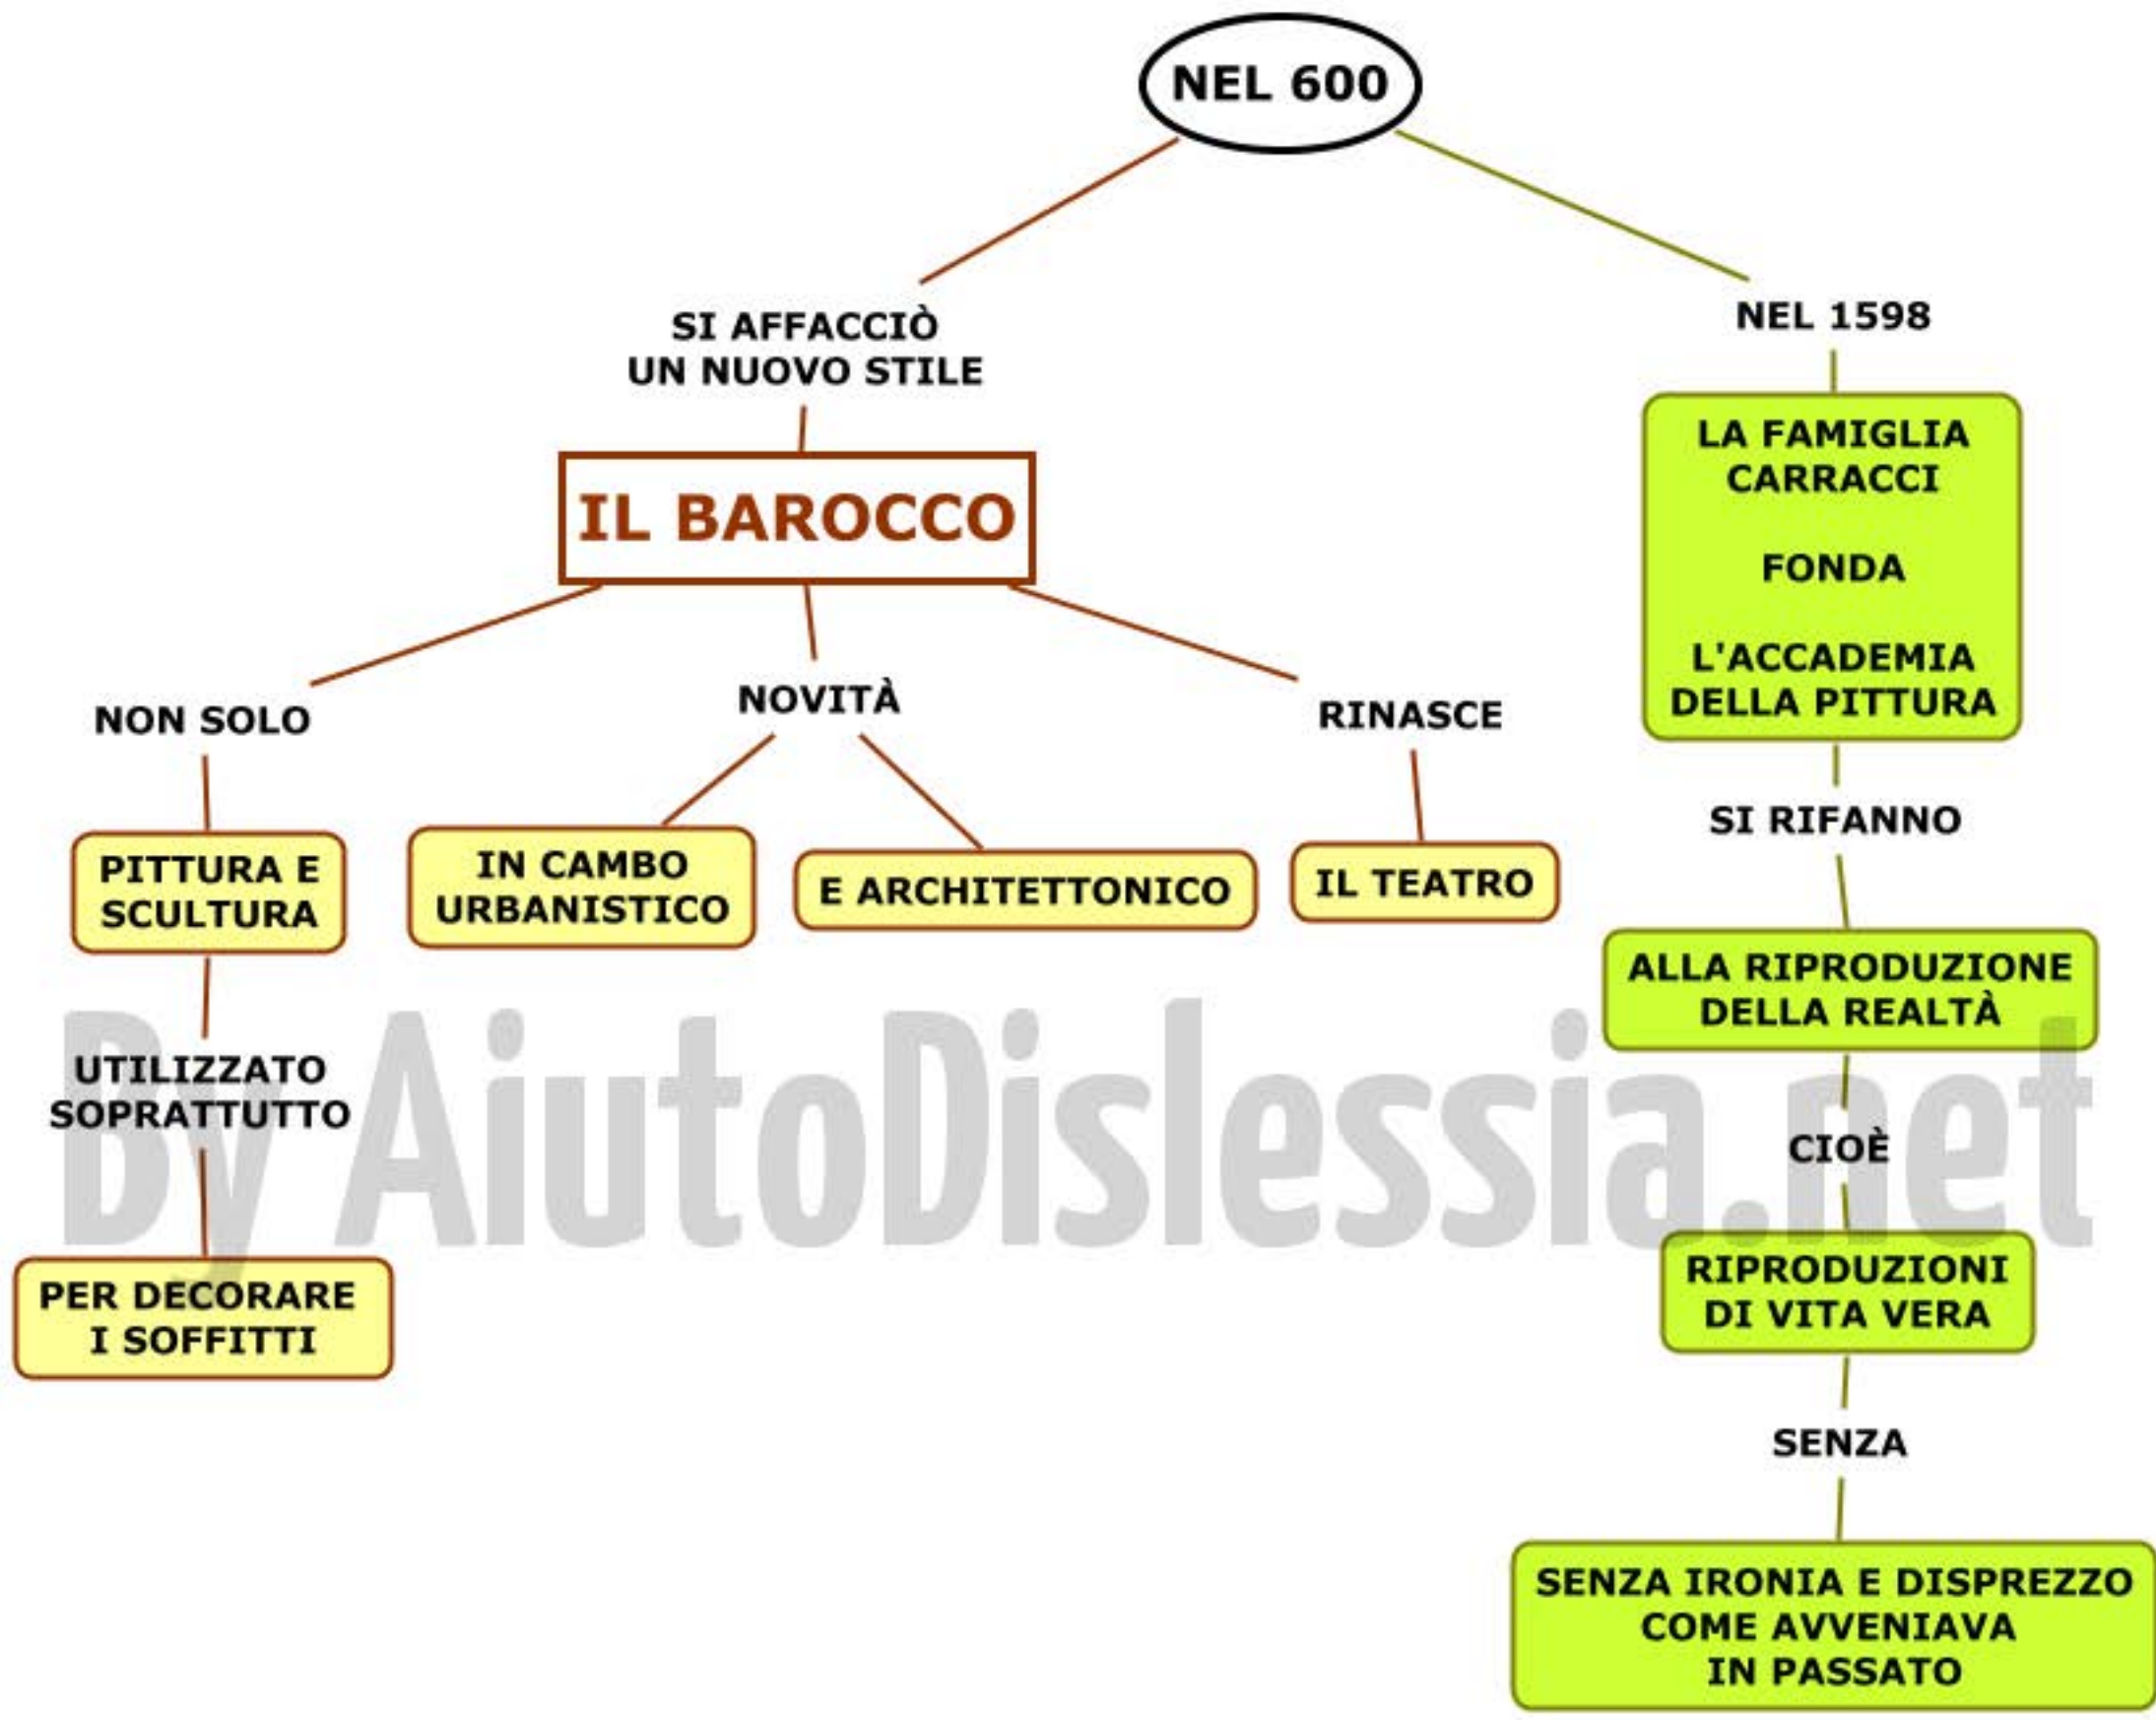 NEL 600
SI AFFACCIÒ
UN NUOVO STILE
IL BAROCCO
NON SOLO
PITTURA E
SCULTURA
UTILIZZATO
SOPRATTUTTO
PER DECORARE
I SOFFITTI
NOVITÀ
IN CAMBO
URBANISTICO
E ARCHITETTONICO
RINASCE
IL TEATRO
NEL 1598
LA FAMIGLIA
CARRACCI
FONDA
L'ACCADEMIA
DELLA PITTURA
SI RIFANNO
ALLA RIPRODUZIONE
DELLA REALTÀ
CIOÈ
RIPRODUZIONI
DI VITA VERA
SENZA
SENZA IRONIA E DISPREZZO
COME AVVENIAVA
IN PASSATO
By AiutoDislessia.net